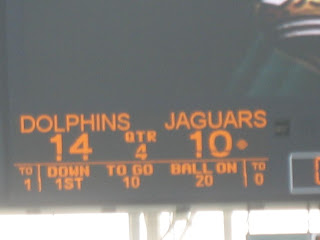 DOLPHINS JAGUARS
14 QTR 4 10
TO DOWN TO GO BALL ON TO
1 1ST 10 20 0